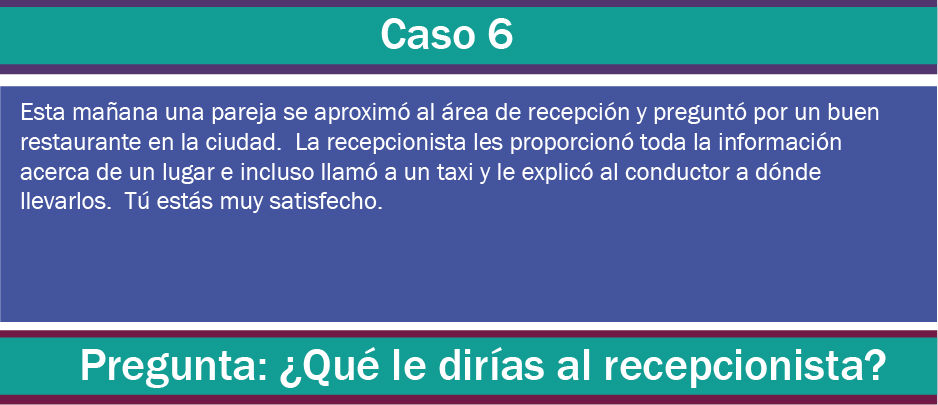 Caso 6
Esta mañana una pareja se aproximó al área de recepción y preguntó por un buen
restaurante en la ciudad.  La recepcionista les proporcionó toda la información
acerca de un lugar e incluso llamó a un taxi y le explicó al conductor a dónde
llevarlos.  Tú estás muy satisfecho.
Pregunta: ¿Qué le dirías al recepcionista?